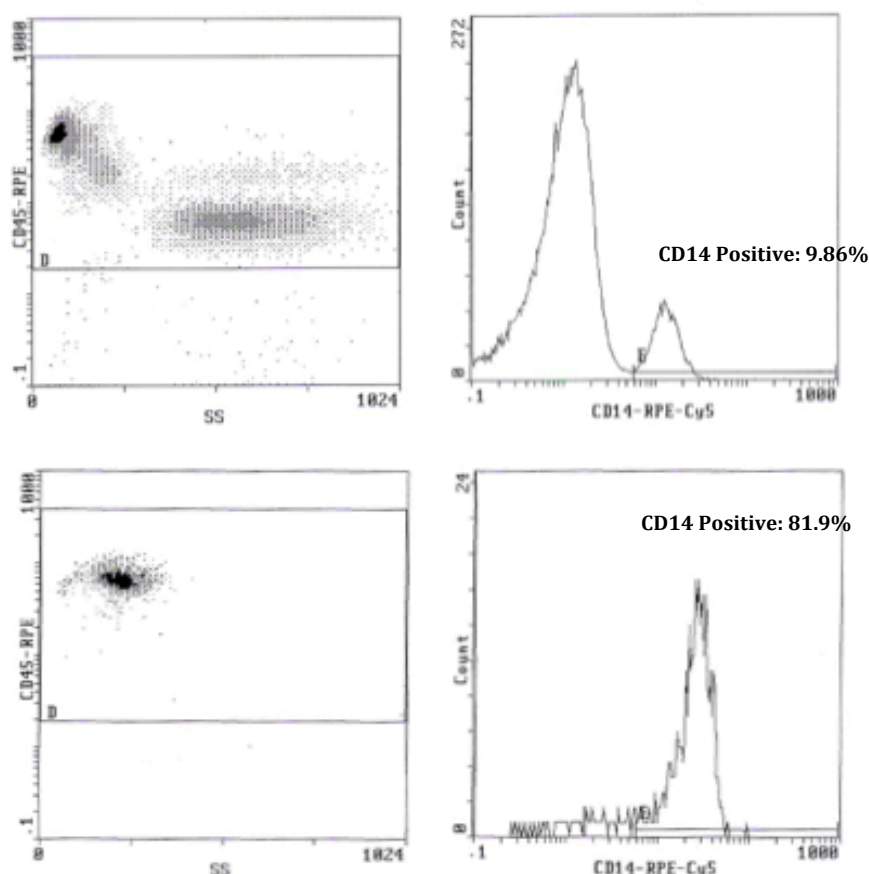 1000
CD45-RPE
D
.1
0
1024
SS
272
Count
CD14 Positive: 9.86%
E
0
.1
1000
CD14-RPE-Cy5
1000
CD45-RPE
D
.1
0
1024
SS
24
Count
CD14 Positive: 81.9%
0
.1
1000
CD14-RPE-Cy5